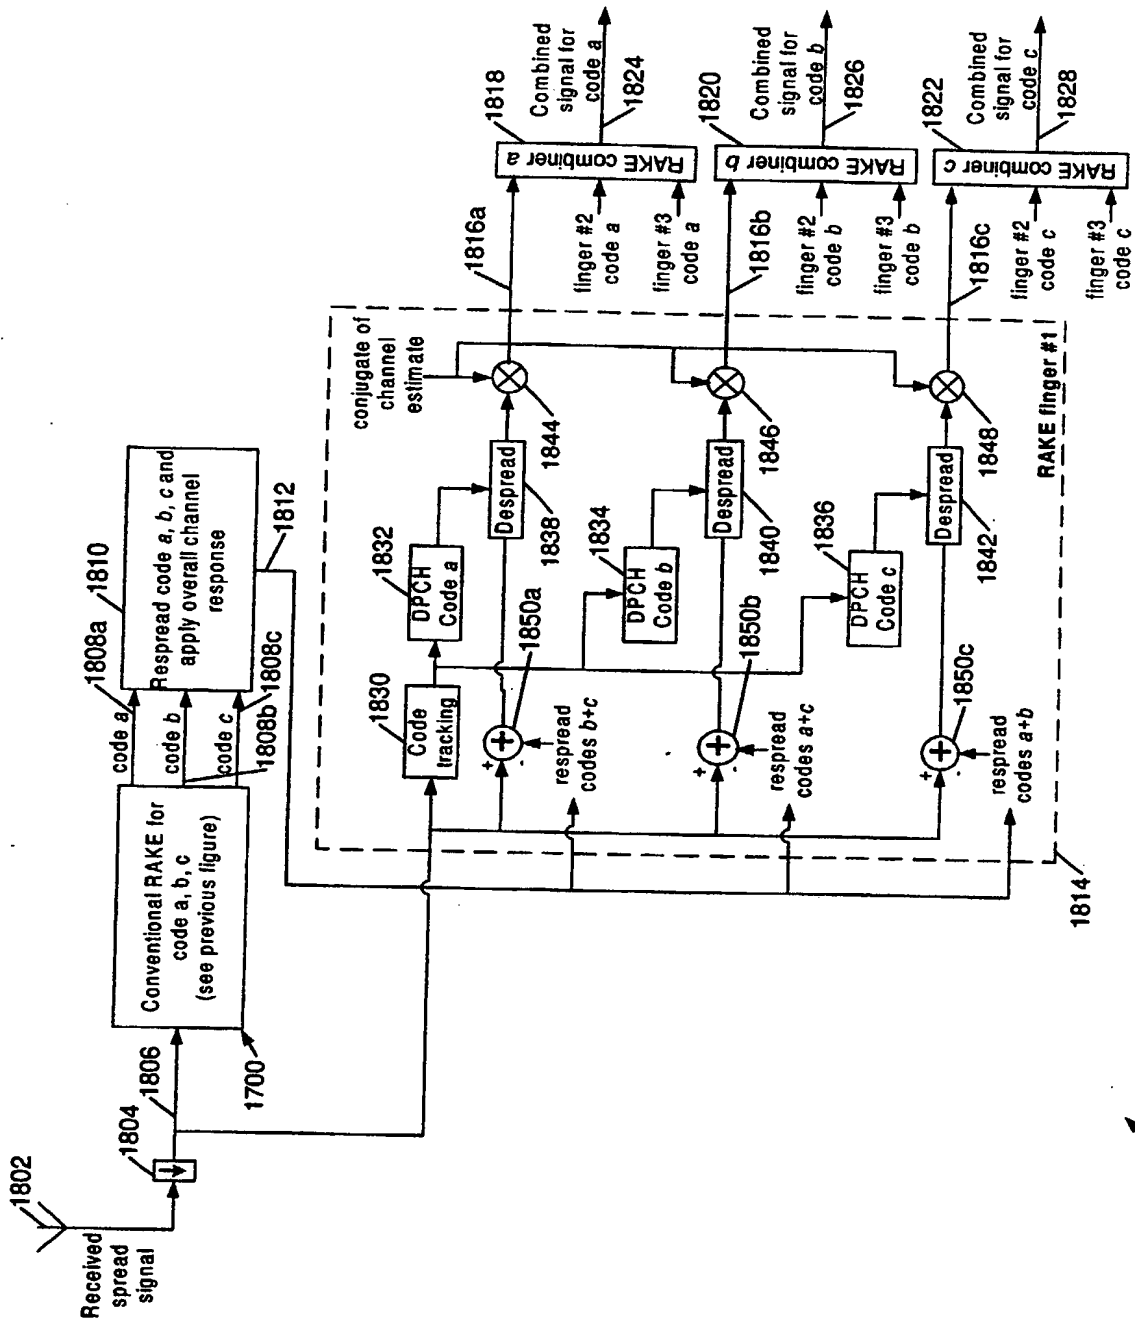 1802
Received
spread
signal
1804
1806
Conventional RAKE for
code a, b, c
(see previous figure)
1700
code a
code b
code c
1808a
1808b
1808c
1810
Respread code a, b, c and
apply overall channel
response
1812
1814
RAKE finger #1
1830
Code
tracking
1832
DPCH
Code a
1834
DPCH
Code b
1836
DPCH
Code c
+
-
1850a
respread
codes b+c
+
-
1850b
respread
codes a+c
+
-
1850c
respread
codes a+b
Despread
1838
Despread
1840
Despread
1842
conjugate of
channel
estimate
1844
1846
1848
1816a
1816b
1816c
finger #2
code a
finger #3
code a
finger #2
code b
finger #3
code b
finger #2
code c
finger #3
code c
RAKE combiner a
1818
RAKE combiner b
1820
RAKE combiner c
1822
Combined
signal for
code a
1824
Combined
signal for
code b
1826
Combined
signal for
code c
1828